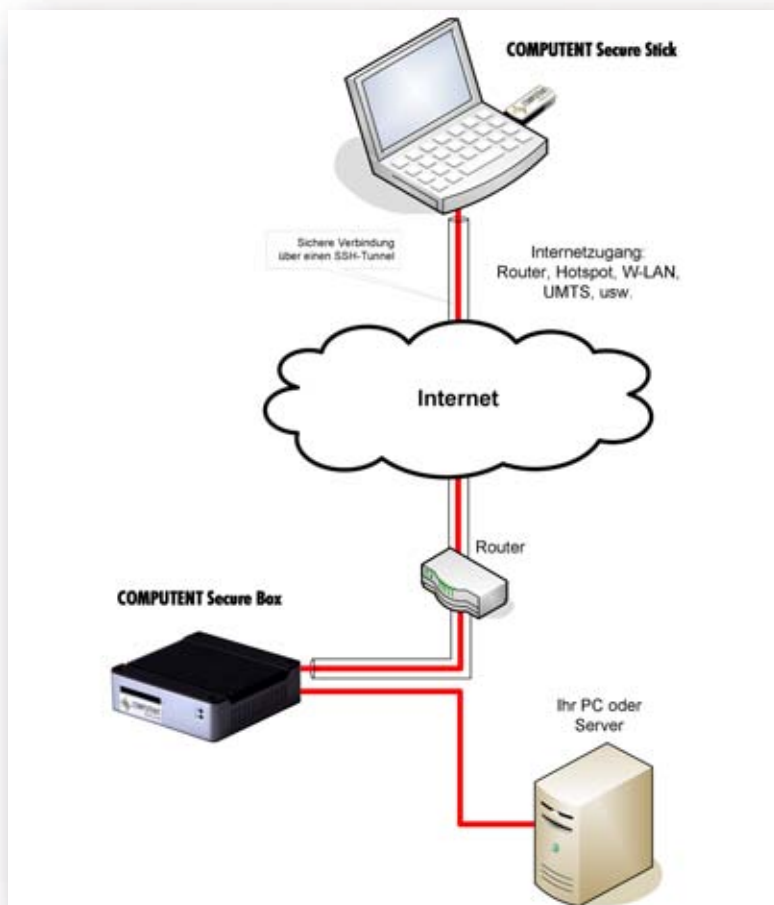 COMPUTENT Secure Stick
Sichere Verbindung
über einen SSH-Tunnel
Internetzugang:
Router, Hotspot, W-LAN,
UMTS, usw.
Internet
Router
COMPUTENT Secure Box
COMPUTENT
Ihr PC oder
Server